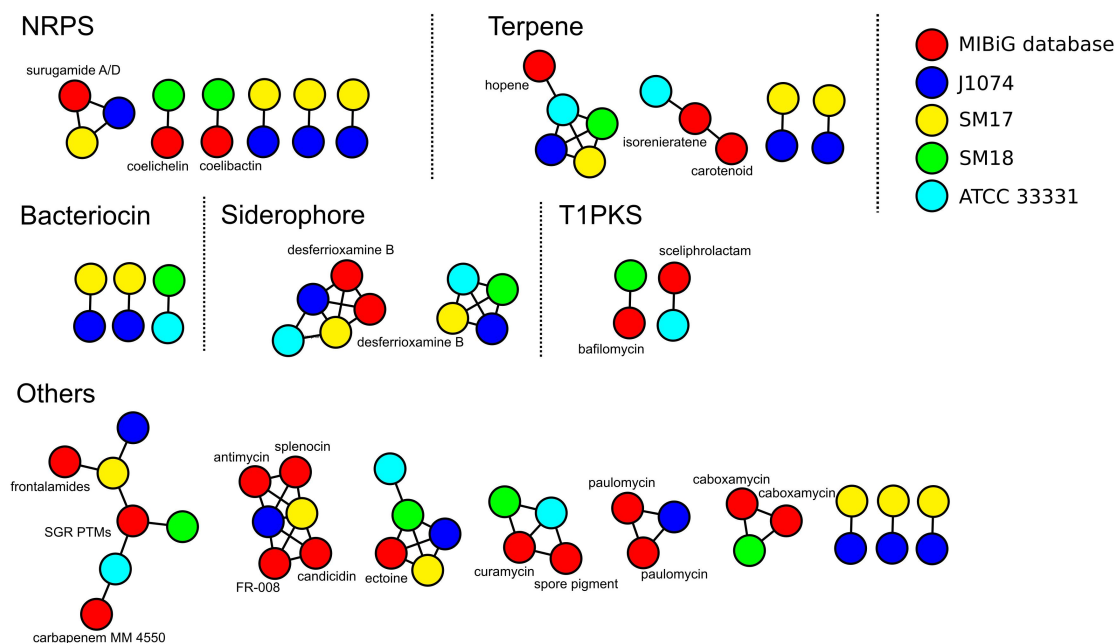 NRPS
surugamide A/D
coelichelin
coelibactin
Terpene
hopene
isorenieratene
carotenoid
MIBiG database
J1074
SM17
SM18
ATCC 33331
Bacteriocin
Siderophore
desferrioxamine B
desferrioxamine B
T1PKS
sceliphrolactam
bafilomycin
Others
frontalamides
SGR PTMs
carbapenem MM 4550
antimycin
splenocin
FR-008
candicidin
ectoine
curamycin
spore pigment
paulomycin
paulomycin
caboxamycin
caboxamycin